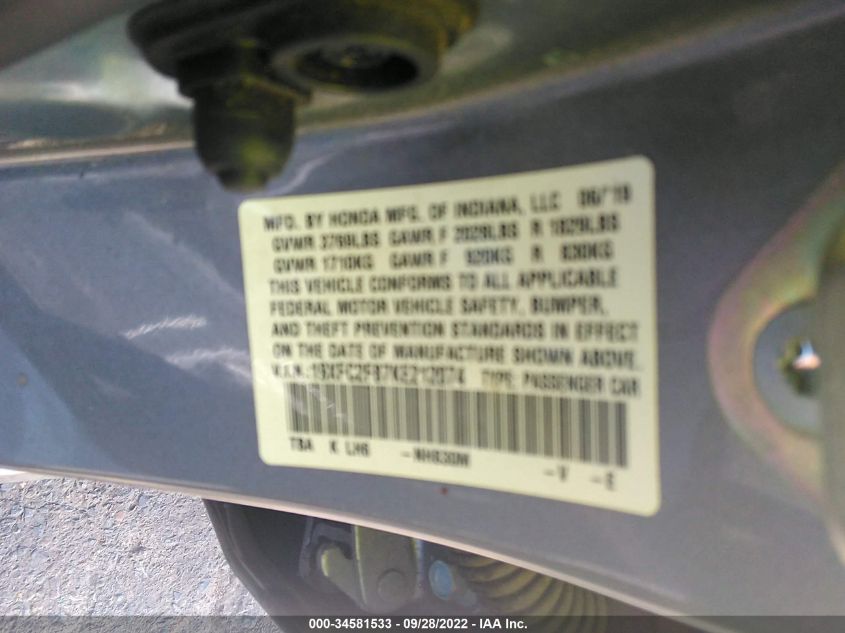 MFD. BY HONDA MFG. OF INDIANA, LLC 06/'19
GVWR 3769LBS GAWR F 2028LBS R 1829LBS
GVWR 1710KG GAWR F 920KG R 830KG
THIS VEHICLE CONFORMS TO ALL APPLICABLE
FEDERAL MOTOR VEHICLE SAFETY, BUMPER,
AND THEFT PREVENTION STANDARDS IN EFFECT
ON THE DATE OF MANUFACTURE SHOWN ABOVE.
V.I.N.: TYPE: PASSENGER CAR
TBA K LH6 -NH830M
-V -E
000-34581533 - 09/28/2022 - IAA Inc.